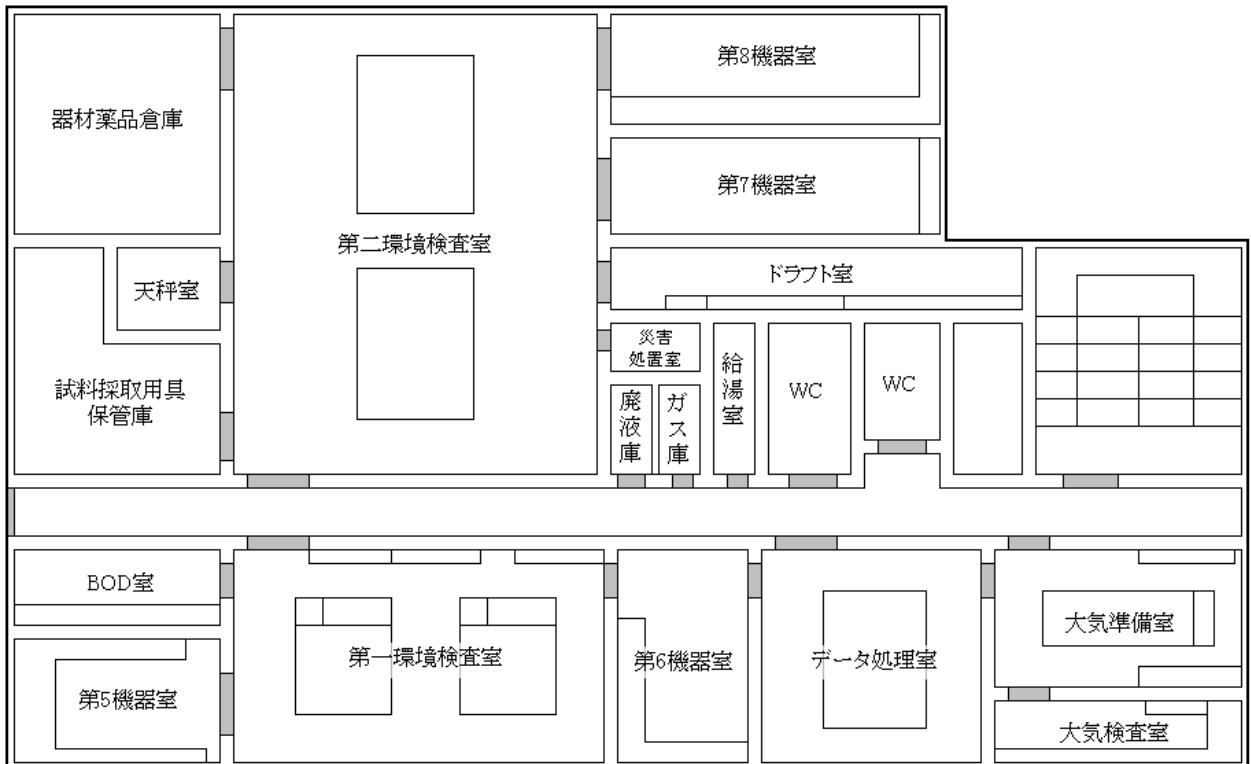 第8機器室
器材薬品倉庫
第7機器室
第二環境検査室
天秤室
ドラフト室
災害
処置室
試料採取用具
保管庫
廃液庫
ガス庫
給湯室
WC
WC
BOD室
第一環境検査室
第6機器室
データ処理室
大気準備室
第5機器室
大気検査室